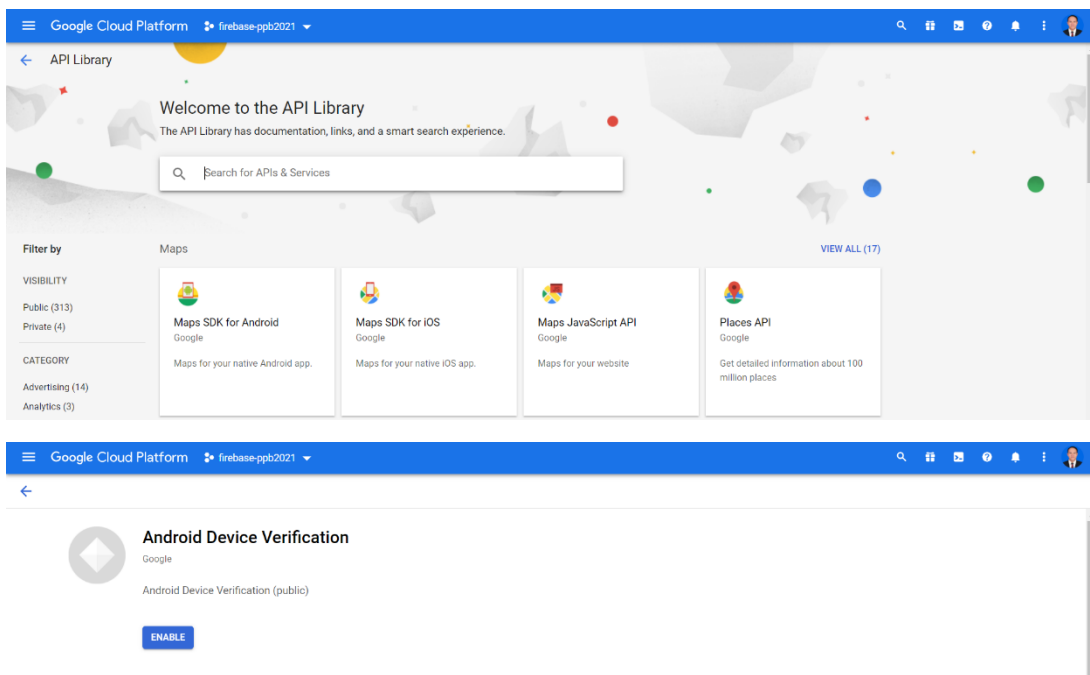 Google Cloud Platform firebase-ppb2021
API Library
Welcome to the API Library
The API Library has documentation, links, and a smart search experience.
Search for APIs & Services
Filter by
Maps
VIEW ALL (17)
VISIBILITY
Public (313)
Private (4)
CATEGORY
Advertising (14)
Analytics (3)
Maps SDK for Android
Google
Maps for your native Android app.
Maps SDK for iOS
Google
Maps for your native iOS app.
Maps JavaScript API
Google
Maps for your website
Places API
Google
Get detailed information about 100
million places
Google Cloud Platform firebase-ppb2021
Android Device Verification
Google
Android Device Verification (public)
ENABLE